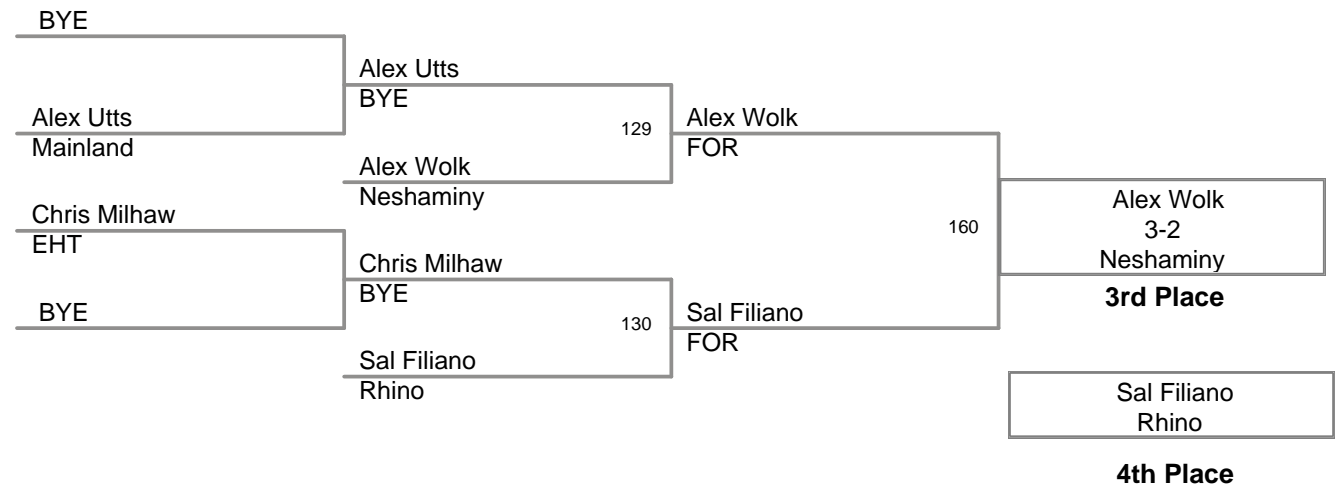 BYE
Alex Utts
BYE
Alex Utts
Mainland
129
Alex Wolk
FOR
Alex Wolk
Neshaminy
Chris Milhaw
EHT
160
Alex Wolk
3-2
Neshaminy
3rd Place
Chris Milhaw
BYE
BYE
130
Sal Filiano
FOR
Sal Filiano
Rhino
Sal Filiano
Rhino
4th Place